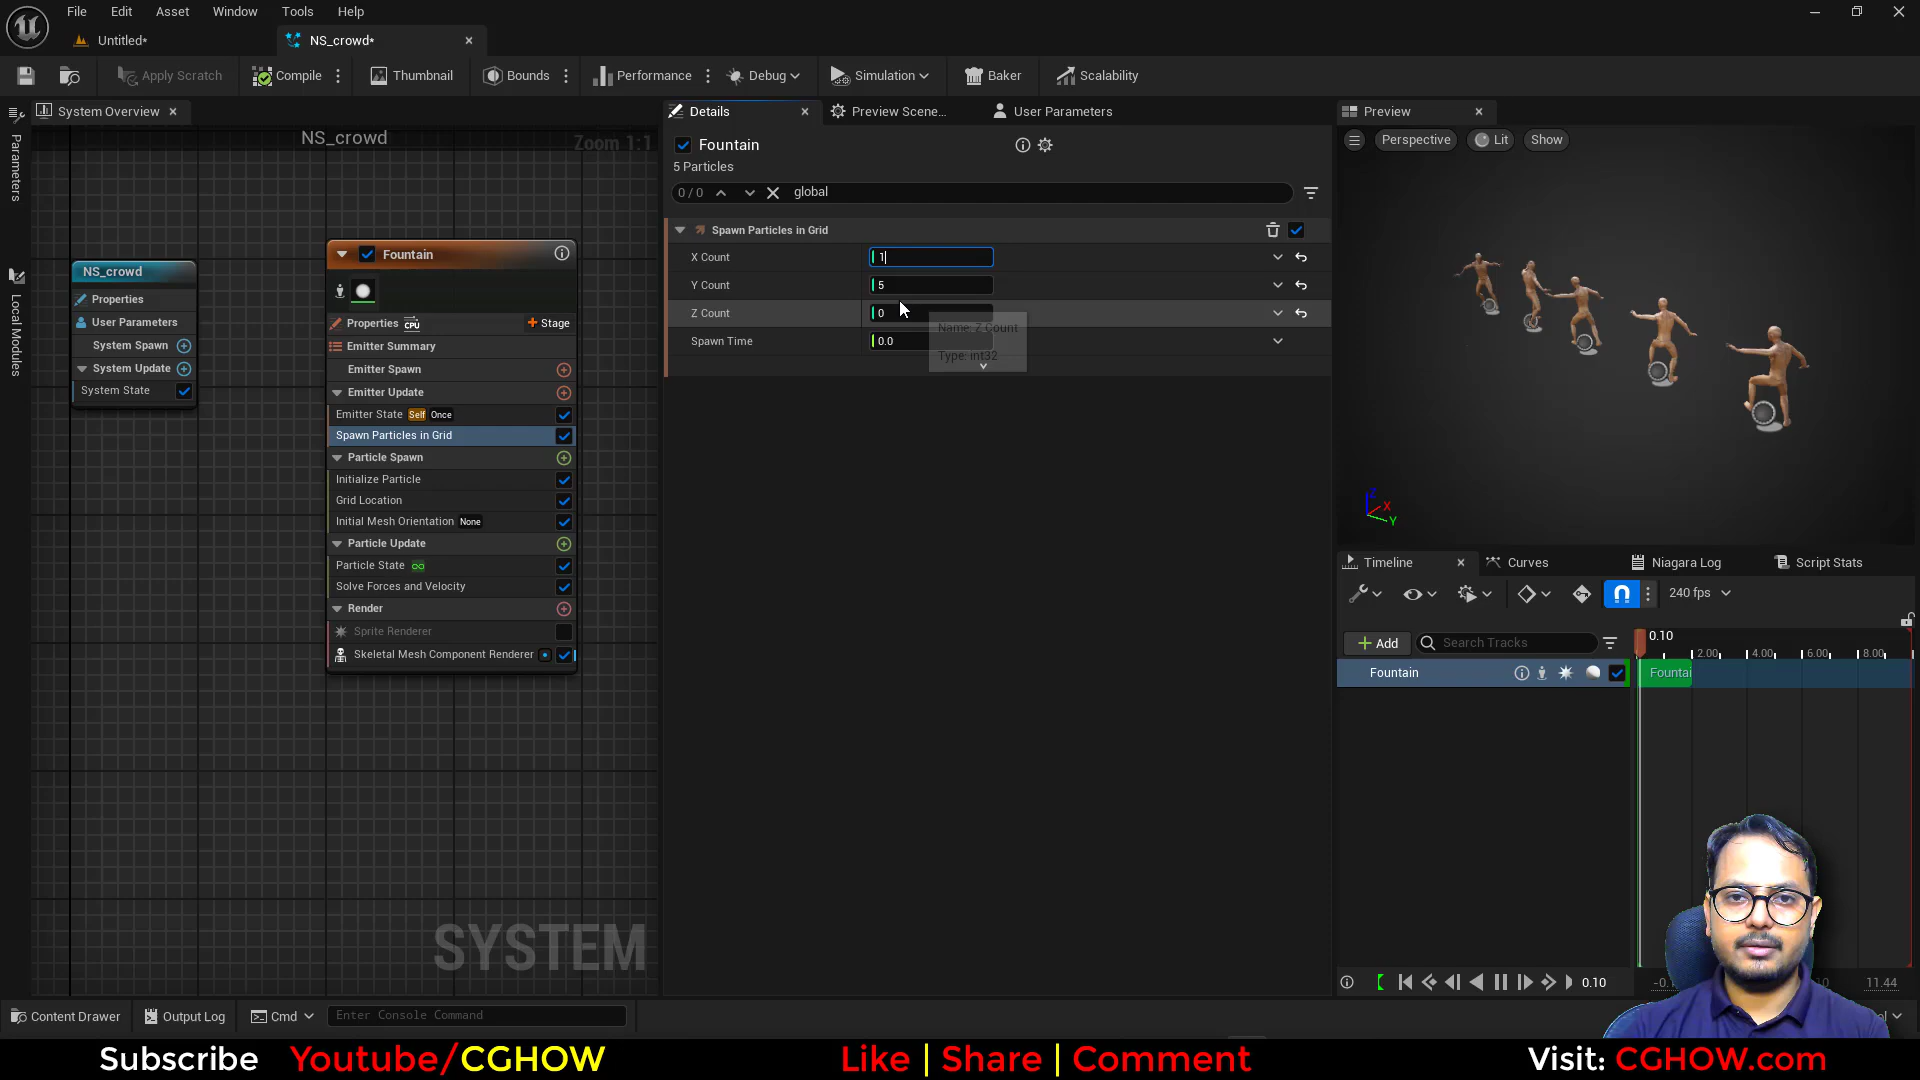 File Edit Asset Window Tools Help
Untitled*
NS_crowd*
Apply Scratch
Compile
Thumbnail
Bounds
Performance
Debug
Simulation
Baker
Scalability
Parameters
Local Modules
System Overview
NS_crowd
Zoom 1:1
NS_crowd
Properties
User Parameters
System Spawn
System Update
System State
Fountain
Properties CPU
Stage
Emitter Summary
Emitter Spawn
Emitter Update
Emitter State Self Once
Spawn Particles in Grid
Particle Spawn
Initialize Particle
Grid Location
Initial Mesh Orientation None
Particle Update
Particle State
Solve Forces and Velocity
Render
Sprite Renderer
Skeletal Mesh Component Renderer
SYSTEM
Details
Preview Scene...
User Parameters
Fountain
5 Particles
0 / 0
global
Spawn Particles in Grid
X Count 1
Y Count 5
Z Count 0
Spawn Time 0.0
Name: Z Count
Type: int32
Preview
Perspective
Lit
Show
Z
X
Y
Timeline
Curves
Niagara Log
Script Stats
240 fps
Add
Search Tracks
0.10
2.00 4.00 6.00 8.00
Fountain
Fountai
0.10
11.44
Content Drawer
Output Log
Cmd
Enter Console Command
Subscribe Youtube/CGHOW
Like | Share | Comment
Visit: CGHOW.com